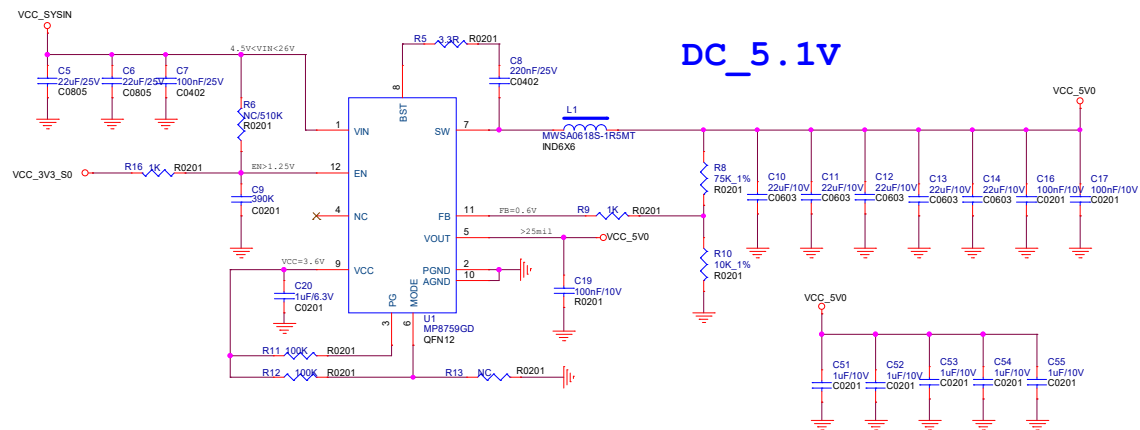 VCC_SYSIN
DC_5.1V
4.5V<VIN<26V
R5 3.3R R0201
C5
22uF/25V
C0805
C6
22uF/25V
C0805
C7
100nF/25V
C0402
C8
220nF/25V
C0402
R6
NC/510K
R0201
8
BST
1 VIN
SW 7
L1
MWSA0618S-1R5MT
IND6X6
VCC_5V0
VCC_3V3_S0
R16 1K R0201
EN>1.25V
12 EN
C9
390K
C0201
4 NC
FB 11
FB=0.6V
R9 1K R0201
R8
75K_1%
R0201
C10
22uF/10V
C0603
C11
22uF/10V
C0603
C12
22uF/10V
C0603
C13
22uF/10V
C0603
C14
22uF/10V
C0603
C16
100nF/10V
C0201
C17
100nF/10V
C0201
VOUT 5
>25mil
VCC_5V0
R10
10K_1%
R0201
VCC=3.6V
9 VCC
PGND 2
AGND 10
C19
100nF/10V
R0201
C20
1uF/6.3V
C0201
PG
3
MODE
6
U1
MP8759GD
QFN12
R11 100K R0201
R12 100K R0201
R13 NC R0201
VCC_5V0
C51
1uF/10V
C0201
C52
1uF/10V
C0201
C53
1uF/10V
C0201
C54
1uF/10V
C0201
C55
1uF/10V
C0201